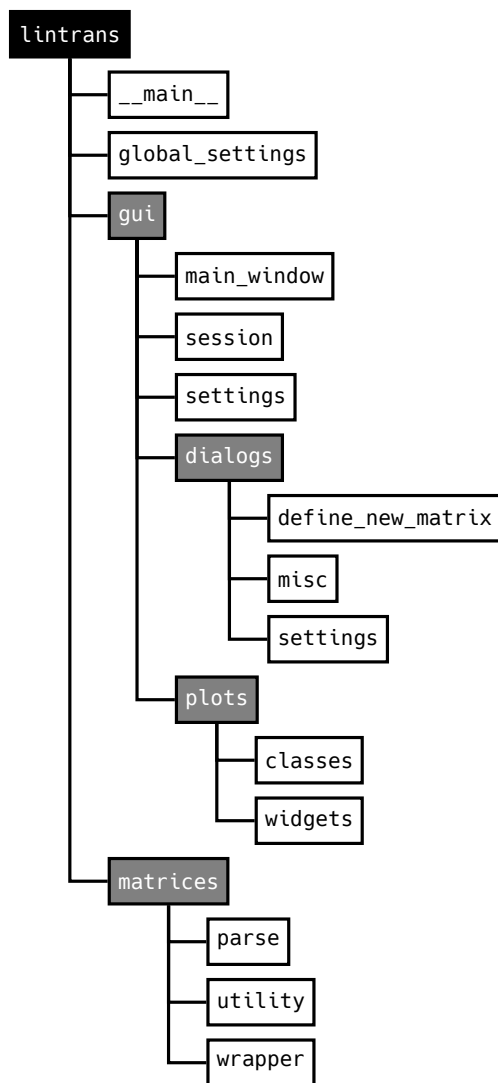 lintrans
__main__
global_settings
gui
main_window
session
settings
dialogs
define_new_matrix
misc
settings
plots
classes
widgets
matrices
parse
utility
wrapper